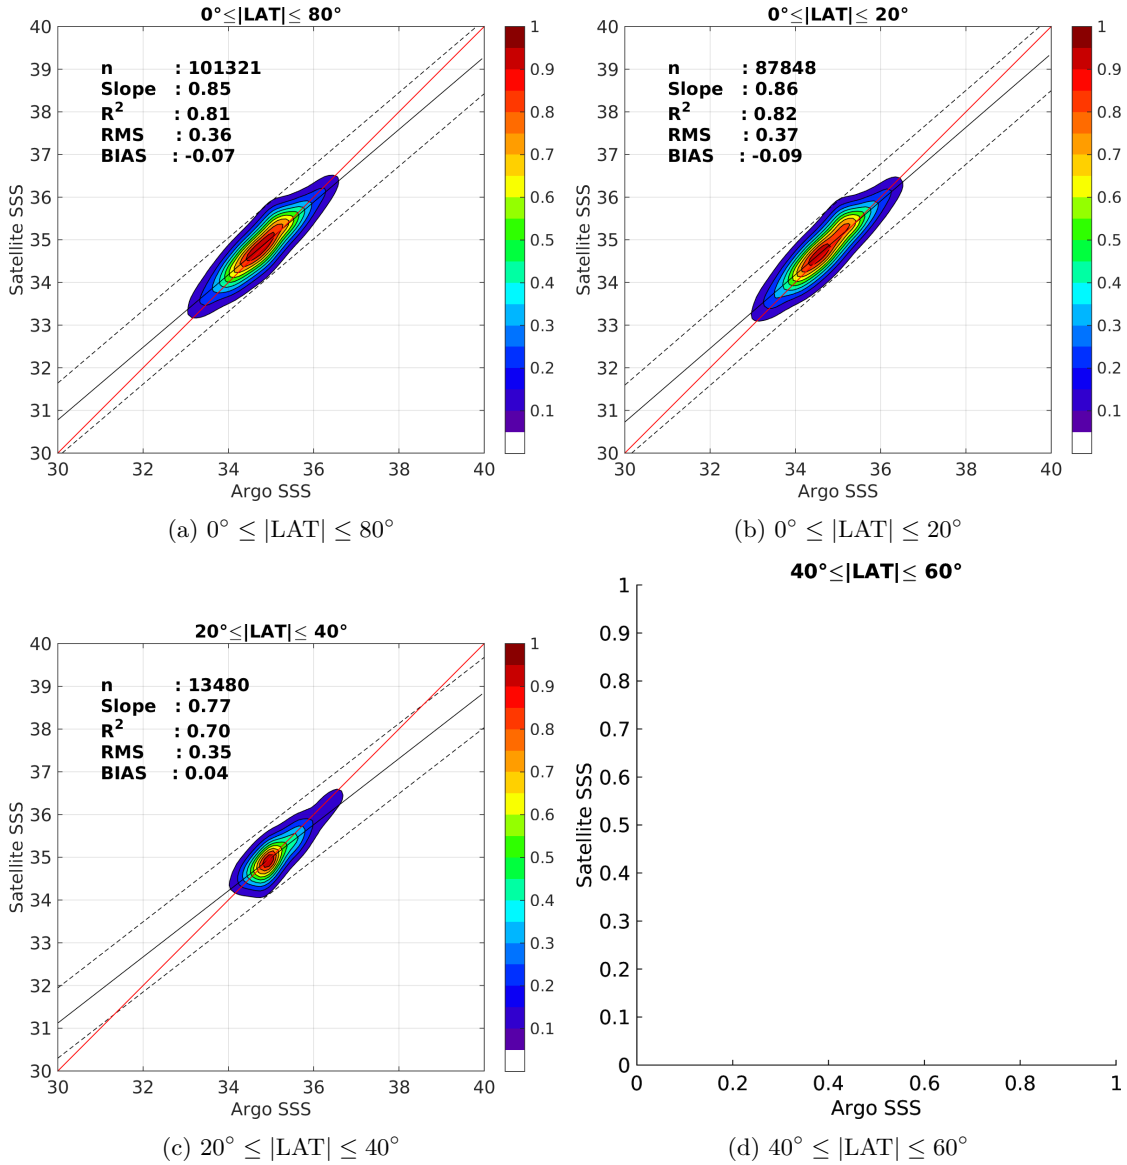 0°≤|LAT|≤ 80°
n : 101321
Slope : 0.85
R2 : 0.81
RMS : 0.36
BIAS : -0.07
40
39
38
37
36
35
34
33
32
31
30
30 32 34 36 38 40
Satellite SSS
Argo SSS
1
0.9
0.8
0.7
0.6
0.5
0.4
0.3
0.2
0.1
(a) 0° ≤ |LAT| ≤ 80°
0°≤|LAT|≤ 20°
n : 87848
Slope : 0.86
R2 : 0.82
RMS : 0.37
BIAS : -0.09
40
39
38
37
36
35
34
33
32
31
30
30 32 34 36 38 40
Satellite SSS
Argo SSS
1
0.9
0.8
0.7
0.6
0.5
0.4
0.3
0.2
0.1
(b) 0° ≤ |LAT| ≤ 20°
20°≤|LAT|≤ 40°
n : 13480
Slope : 0.77
R2 : 0.70
RMS : 0.35
BIAS : 0.04
40
39
38
37
36
35
34
33
32
31
30
30 32 34 36 38 40
Satellite SSS
Argo SSS
1
0.9
0.8
0.7
0.6
0.5
0.4
0.3
0.2
0.1
(c) 20° ≤ |LAT| ≤ 40°
40°≤|LAT|≤ 60°
1
0.9
0.8
0.7
0.6
0.5
0.4
0.3
0.2
0.1
0
0 0.2 0.4 0.6 0.8 1
Satellite SSS
Argo SSS
(d) 40° ≤ |LAT| ≤ 60°